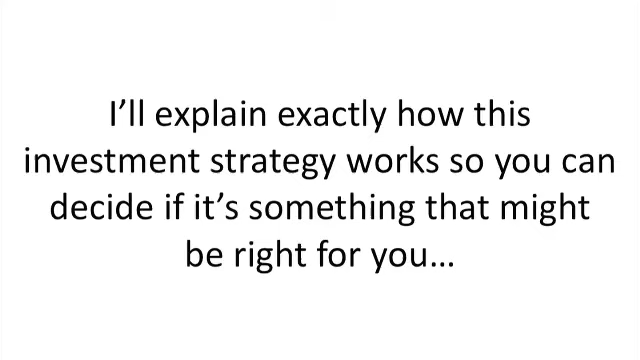 I’ll explain exactly how this
investment strategy works so you can
decide if it’s something that might
be right for you…